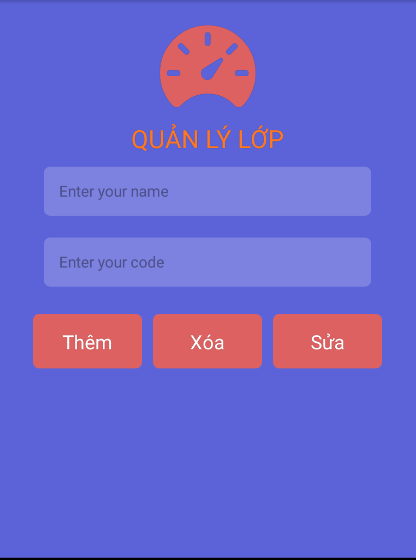 QUẢN LÝ LỚP
Enter your name
Enter your code
Thêm
Xóa
Sửa